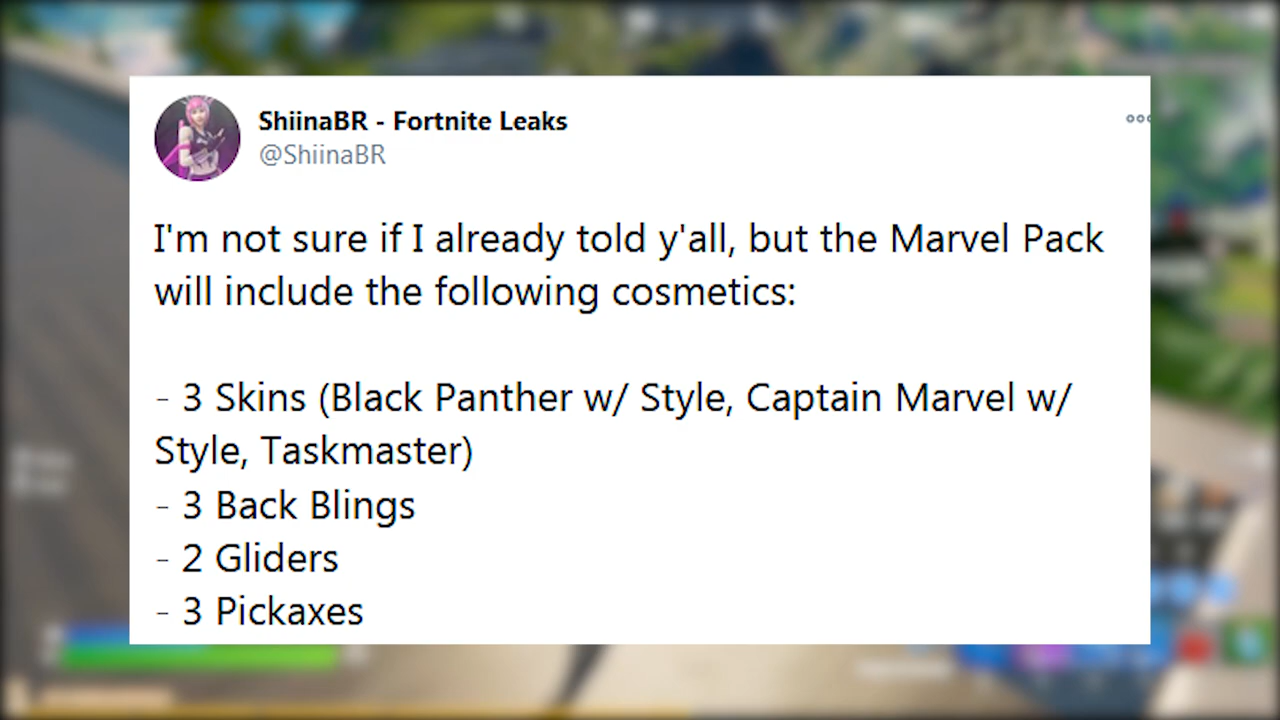 ShiinaBR - Fortnite Leaks
@ShiinaBR
I'm not sure if I already told y'all, but the Marvel Pack
will include the following cosmetics:
- 3 Skins (Black Panther w/ Style, Captain Marvel w/
Style, Taskmaster)
- 3 Back Blings
- 2 Gliders
- 3 Pickaxes